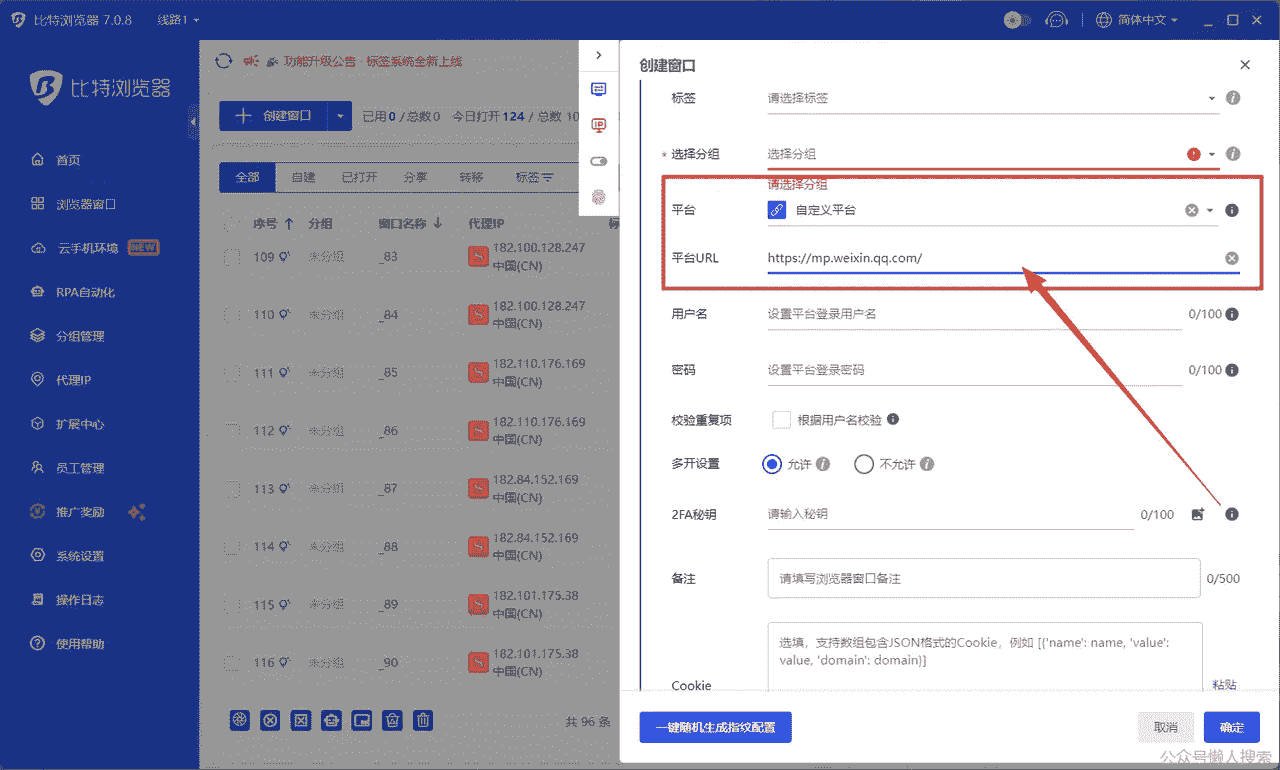 比特浏览器 7.0.8 线路1
简体中文
比特浏览器
首页
浏览器窗口
云手机环境 NEW
RPA自动化
分组管理
代理IP
扩展中心
员工管理
推广奖励
系统设置
操作日志
使用帮助
功能升级公告 标签系统全新上线
创建窗口 已用 0 / 总数 0 今日打开 124 / 总数 10
全部 自建 已打开 分享 转移 标签
序号 分组 窗口名称 代理IP
109 未分组 _83 182.100.128.247
中国(CN)
110 未分组 _84 182.100.128.247
中国(CN)
111 未分组 _85 182.110.176.169
中国(CN)
112 未分组 _86 182.110.176.169
中国(CN)
113 未分组 _87 182.84.152.169
中国(CN)
114 未分组 _88 182.84.152.169
中国(CN)
115 未分组 _89 182.101.175.38
中国(CN)
116 未分组 _90 182.101.175.38
中国(CN)
共 96 条
IP
创建窗口
标签 请选择标签
* 选择分组 选择分组
请选择分组
平台 自定义平台
平台URL https://mp.weixin.qq.com/
用户名 设置平台登录用户名 0/100
密码 设置平台登录密码 0/100
校验重复项 根据用户名校验
多开设置 允许 不允许
2FA秘钥 请输入秘钥 0/100
备注 请填写浏览器窗口备注 0/500
选填，支持数组包含JSON格式的Cookie，例如 [{'name': name, 'value':
value, 'domain': domain}]
Cookie 粘贴
一键随机生成指纹配置 取消 确定
公众号懒人搜索